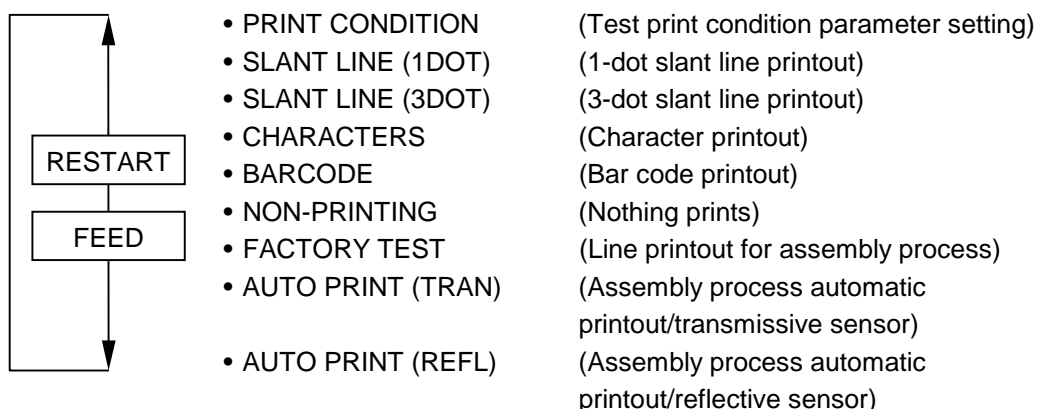 • PRINT CONDITION (Test print condition parameter setting)
• SLANT LINE (1DOT) (1-dot slant line printout)
• SLANT LINE (3DOT) (3-dot slant line printout)
• CHARACTERS (Character printout)
RESTART
• BARCODE (Bar code printout)
• NON-PRINTING (Nothing prints)
FEED
• FACTORY TEST (Line printout for assembly process)
• AUTO PRINT (TRAN) (Assembly process automatic
printout/transmissive sensor)
• AUTO PRINT (REFL) (Assembly process automatic
printout/reflective sensor)